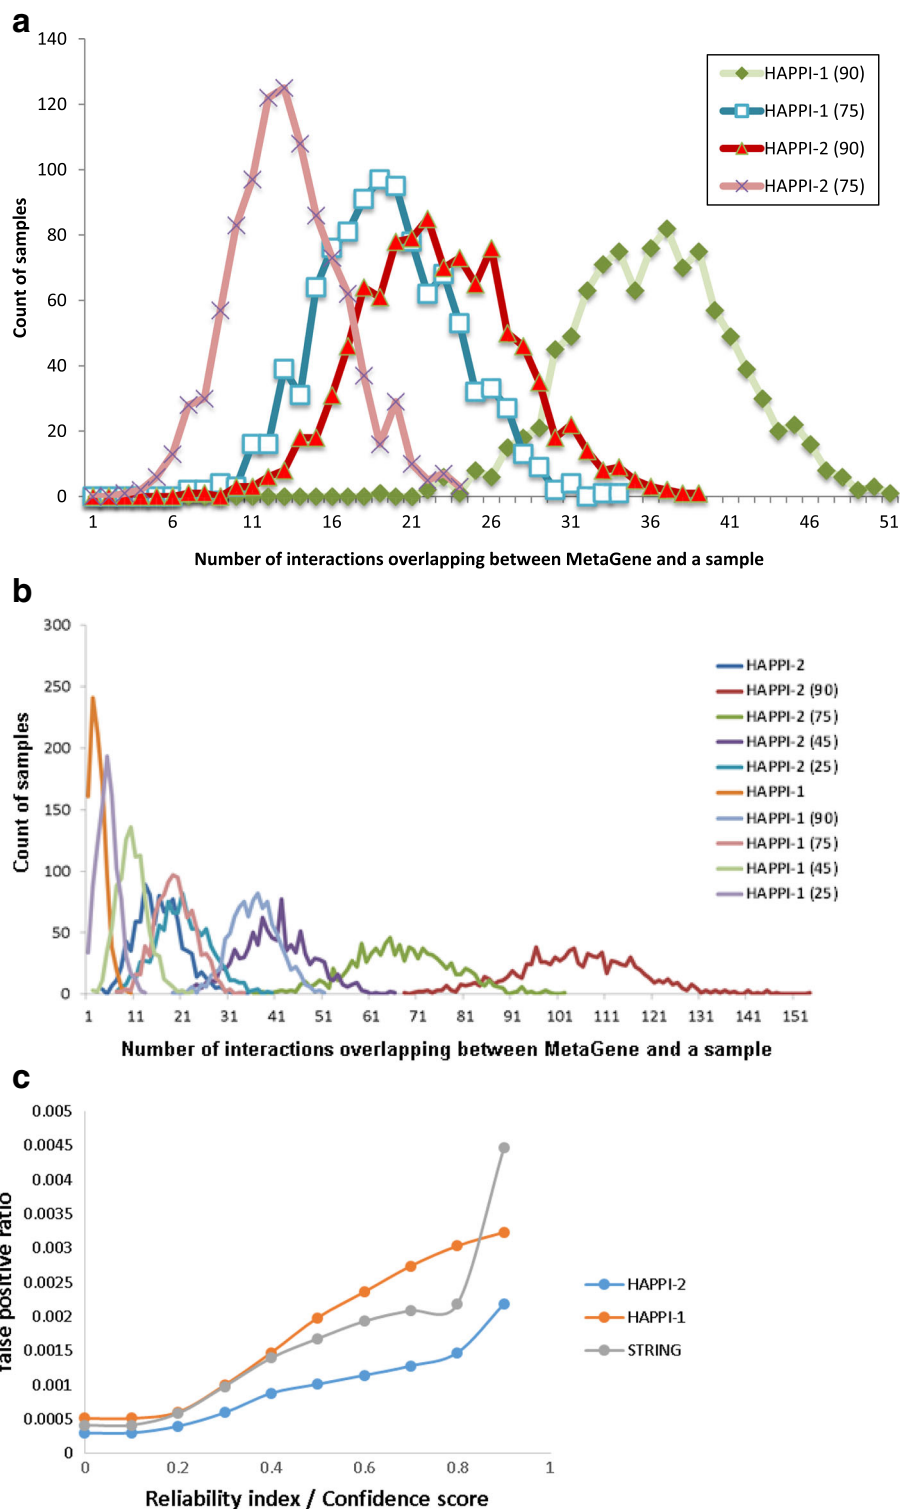 a
140
120
100
80
60
40
20
0
Count of samples
HAPPI-1 (90)
HAPPI-1 (75)
HAPPI-2 (90)
HAPPI-2 (75)
1 6 11 16 21 26 31 36 41 46 51
Number of interactions overlapping between MetaGene and a sample
b
300
250
200
150
100
50
0
Count of samples
HAPPI-2
HAPPI-2 (90)
HAPPI-2 (75)
HAPPI-2 (45)
HAPPI-2 (25)
HAPPI-1
HAPPI-1 (90)
HAPPI-1 (75)
HAPPI-1 (45)
HAPPI-1 (25)
1 11 21 31 41 51 61 71 81 91 101 111 121 131 141 151
Number of interactions overlapping between MetaGene and a sample
c
0.005
0.0045
0.004
0.0035
0.003
0.0025
0.002
0.0015
0.001
0.0005
0
false positive ratio
HAPPI-2
HAPPI-1
STRING
0 0.2 0.4 0.6 0.8 1
Reliability index / Confidence score